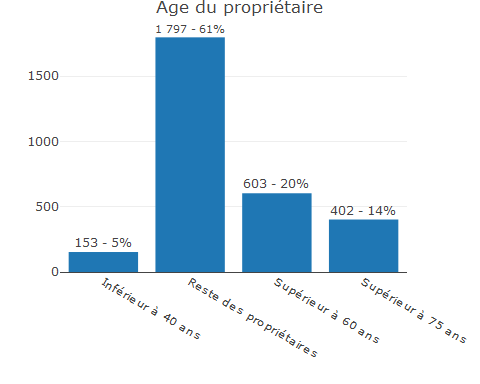 Age du propriétaire
1 797 - 61%
1500
1000
603 - 20%
500
402 - 14%
153 - 5%
0
Inférieur à 40 ans
Reste des propriétaires
Supérieur à 60 ans
Supérieur à 75 ans